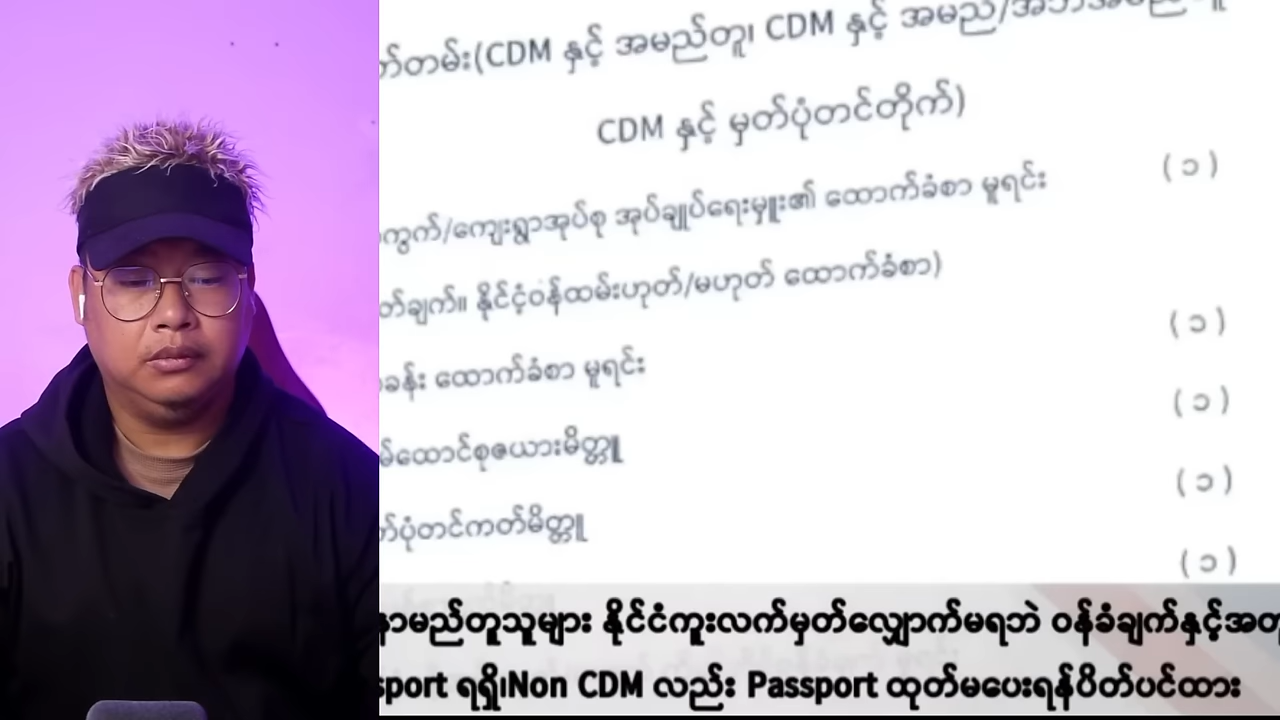 တ်တမ်း(CDM နှင့် အမည်တူ၊ CDM နှင့် အမည်/အဘအမည်တူ
CDM နှင့် မှတ်ပုံတင်တိုက်)
ကွက်/ကျေးရွာအုပ်စု အုပ်ချုပ်ရေးမှူး၏ ထောက်ခံစာ မူရင်း (၁)
တ်ချက်။ နိုင်ငံ့ဝန်ထမ်းဟုတ်/မဟုတ် ထောက်ခံစာ)
ခန်း ထောက်ခံစာ မူရင်း (၁)
မ်ထောင်စုဇယားမိတ္တူ (၁)
တ်ပုံတင်ကတ်မိတ္တူ (၁)
(၁)
နာမည်တူသူများ နိုင်ငံကူးလက်မှတ်လျှောက်မရဘဲ ဝန်ခံချက်နှင့်အတူ
sport ရရှိ၊Non CDM လည်း Passport ထုတ်မပေးရန်ပိတ်ပင်ထား